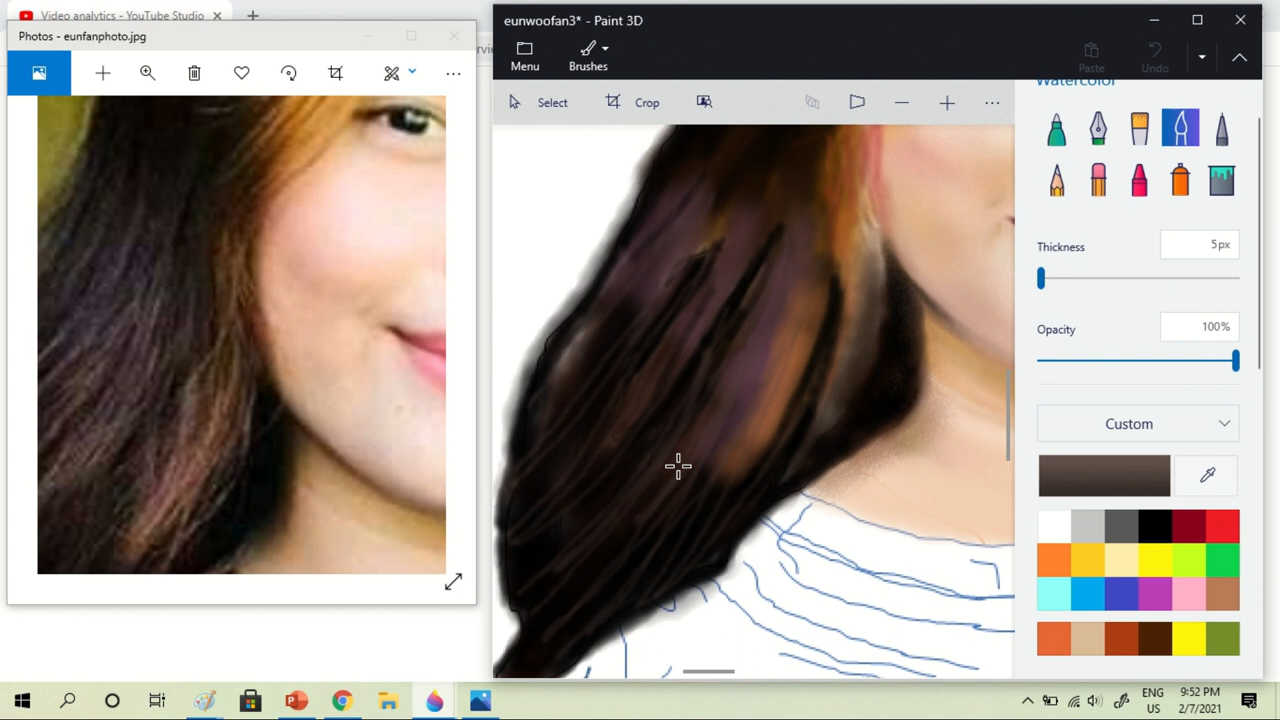 Video analytics - YouTube Studio
Photos - eunfanphoto.jpg
eunwoofan3* - Paint 3D
Menu
Brushes
Paste
Undo
Select
Crop
Watercolor
Thickness
5px
Opacity
100%
Custom
ENG
US
9:52 PM
2/7/2021